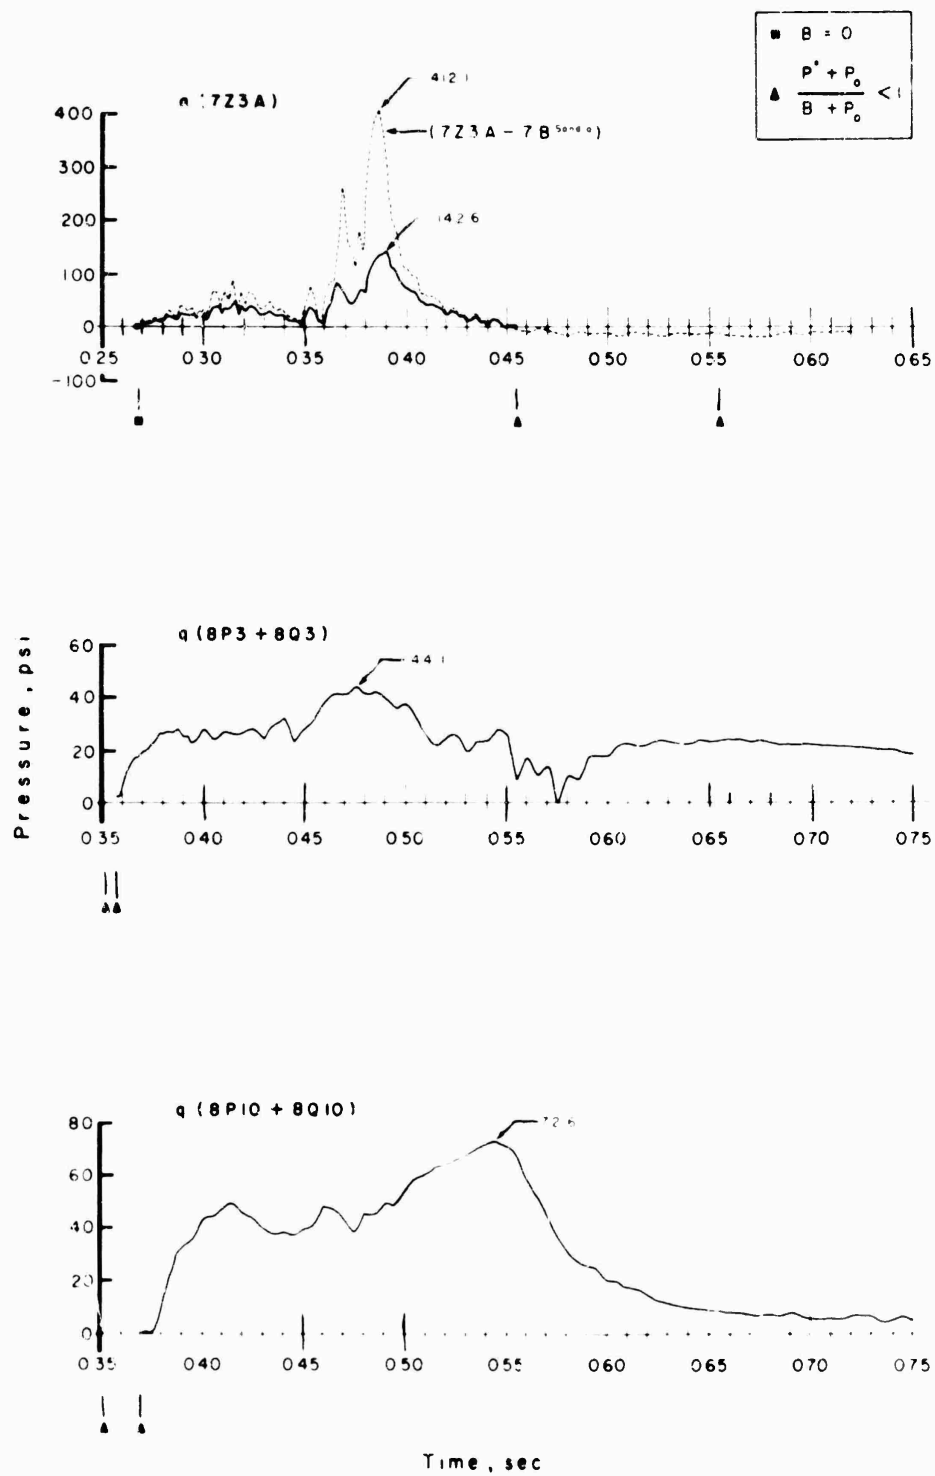 B = 0
P° + P₀
B + P₀
< 1
q (7Z3A)
412.1
(7Z3A - 7B Sandia)
142.6
400
300
200
100
0
-100
0.25 0.30 0.35 0.40 0.45 0.50 0.55 0.60 0.65
q (8P3 + 8Q3)
44.1
60
40
20
0
0.35 0.40 0.45 0.50 0.55 0.60 0.65 0.70 0.75
Pressure, psi
q (8P10 + 8Q10)
72.6
80
60
40
20
0
0.35 0.40 0.45 0.50 0.55 0.60 0.65 0.70 0.75
Time, sec